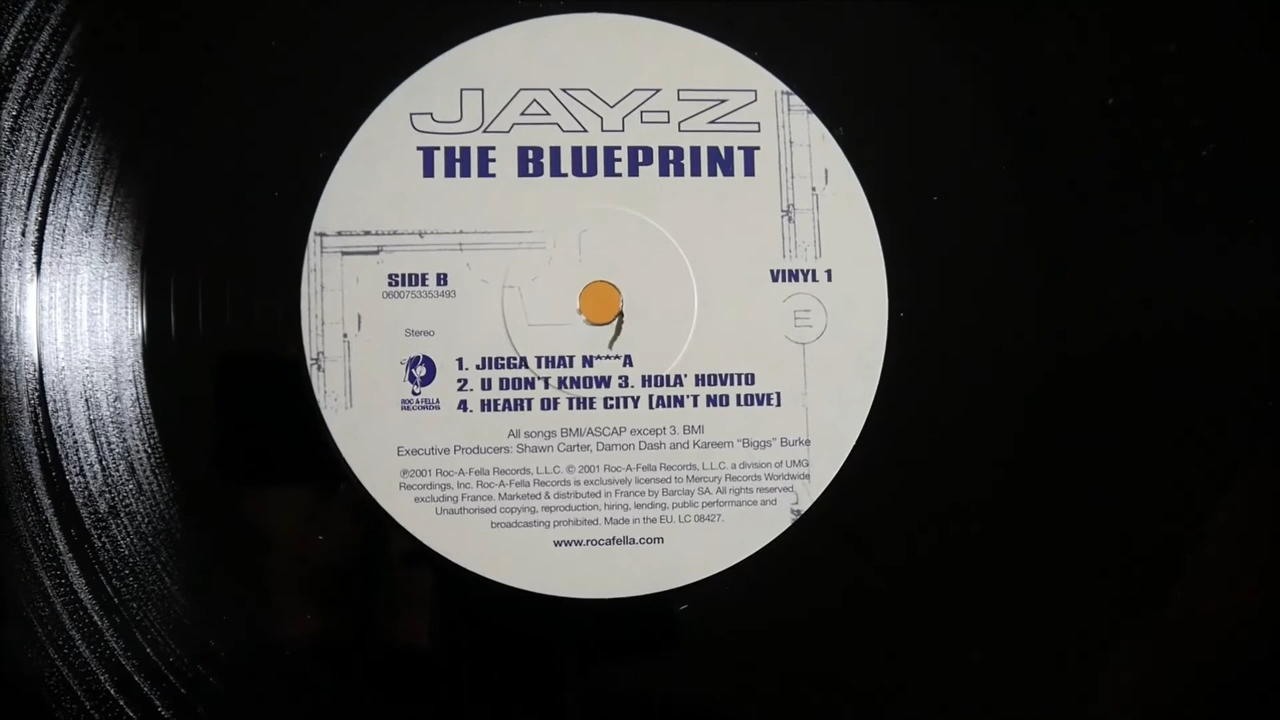 JAY-Z
THE BLUEPRINT
SIDE B
0600753353493
VINYL 1
E
Stereo
ROC A FELLA
RECORDS
1. JIGGA THAT N***A
2. U DON'T KNOW 3. HOLA' HOVITO
4. HEART OF THE CITY [AIN'T NO LOVE]
All songs BMI/ASCAP except 3. BMI
Executive Producers: Shawn Carter, Damon Dash and Kareem "Biggs" Burke
℗2001 Roc-A-Fella Records, L.L.C. © 2001 Roc-A-Fella Records, L.L.C. a division of UMG
Recordings, Inc. Roc-A-Fella Records is exclusively licensed to Mercury Records Worldwide
excluding France. Marketed & distributed in France by Barclay SA. All rights reserved.
Unauthorised copying, reproduction, hiring, lending, public performance and
broadcasting prohibited. Made in the EU. LC 08427.
www.rocafella.com